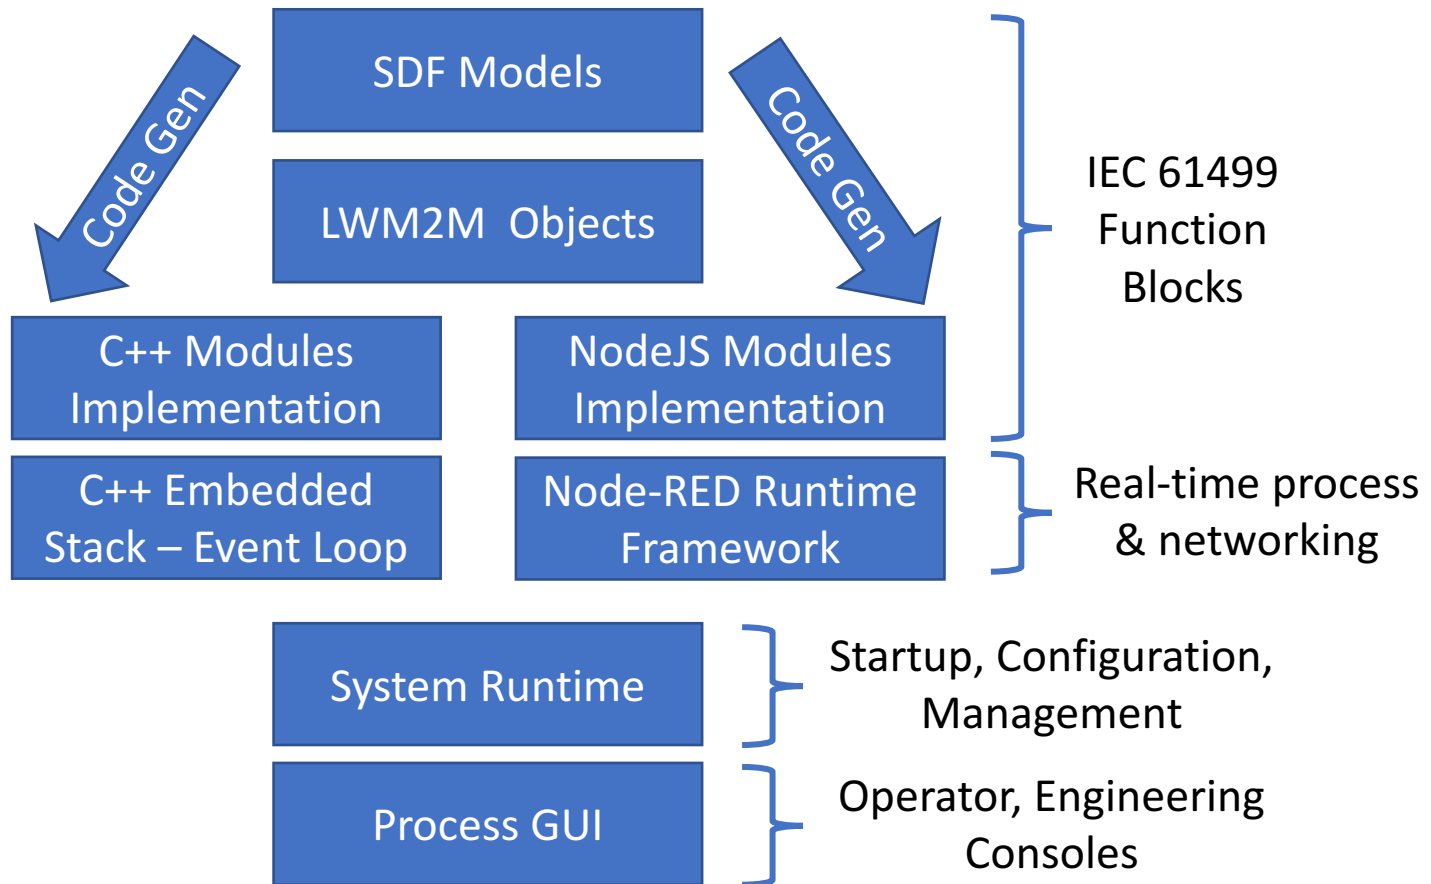 SDF Models
Code Gen
Code Gen
LWM2M  Objects
IEC 61499
Function
Blocks
C++ Modules
Implementation
NodeJS Modules
Implementation
C++ Embedded
Stack – Event Loop
Node-RED Runtime
Framework
Real-time process
& networking
System Runtime
Startup, Configuration,
Management
Process GUI
Operator, Engineering
Consoles